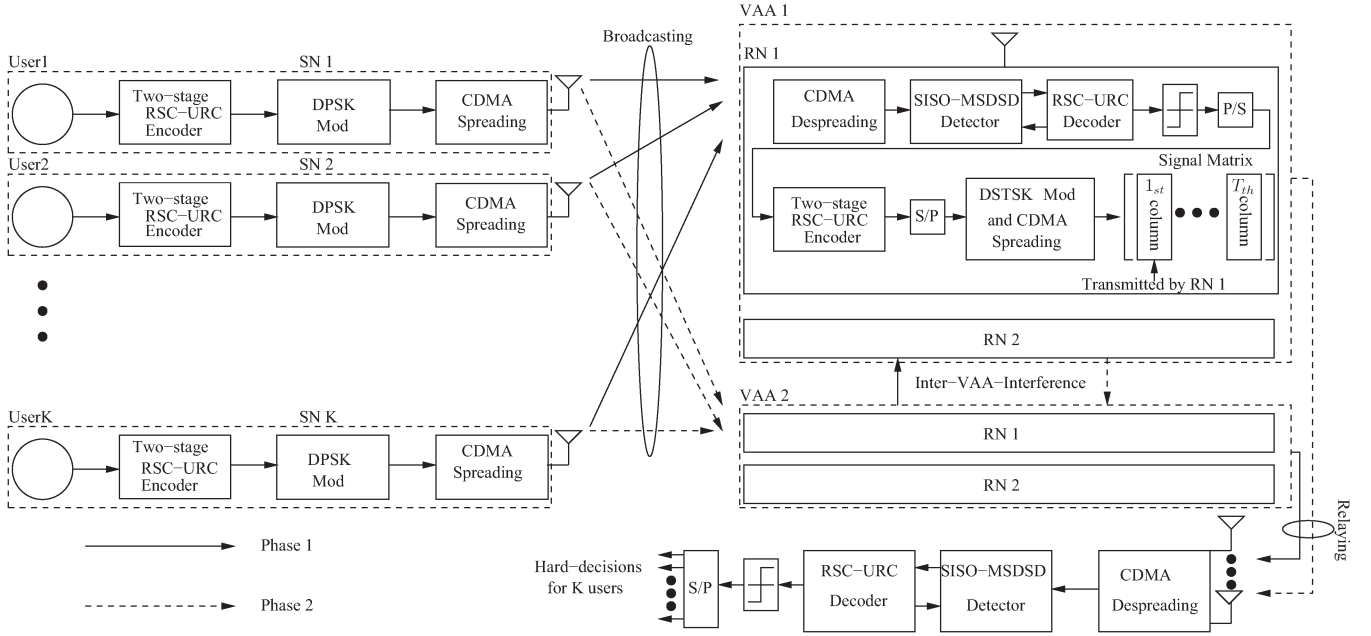 User1
SN 1
Two−stage
RSC−URC
Encoder
DPSK
Mod
CDMA
Spreading
User2
SN 2
Two−stage
RSC−URC
Encoder
DPSK
Mod
CDMA
Spreading
UserK
SN K
Two−stage
RSC−URC
Encoder
DPSK
Mod
CDMA
Spreading
Phase 1
Phase 2
Broadcasting
VAA 1
RN 1
CDMA
Despreading
SISO−MSDSD
Detector
RSC−URC
Decoder
P/S
Signal Matrix
Two−stage
RSC−URC
Encoder
S/P
DSTSK Mod
and CDMA
Spreading
1st
column
Tth
column
Transmitted by RN 1
RN 2
Inter−VAA−Interference
VAA 2
RN 1
RN 2
Relaying
Hard−decisions
for K users
S/P
RSC−URC
Decoder
SISO−MSDSD
Detector
CDMA
Despreading